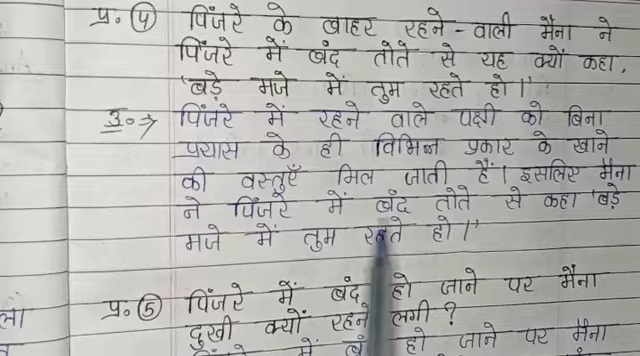 प्र. ④ पिंजरे के बाहर रहने-वाली मैना ने
पिंजरे में बंद तोते से यह क्यों कहा,
'बड़े मजे में तुम रहते हो।'
उ.⇒ पिंजरे में रहने वाले पक्षी को बिना
प्रयास के ही विभिन्न प्रकार के खाने
की वस्तुएँ मिल जाती हैं। इसलिए मैना
ने पिंजरे में बंद तोते से कहा 'बड़े
मजे में तुम रहते हो।'
प्र. ⑤ पिंजरे में बंद हो जाने पर मैना
दुखी क्यों रहने लगी?
में हो जाने पर मैना